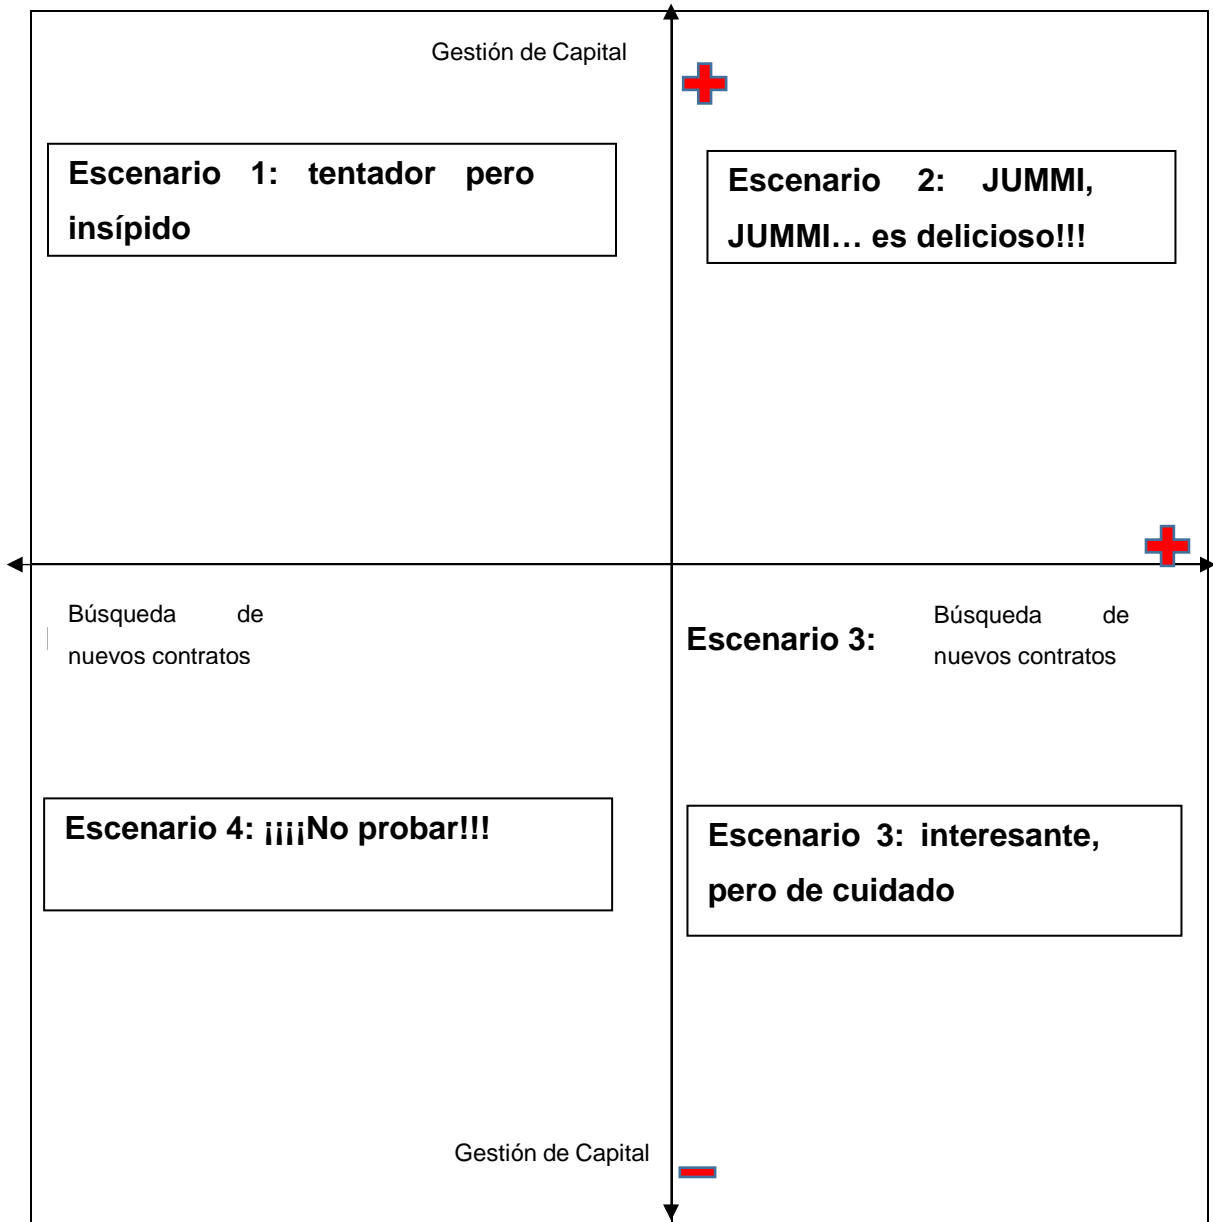 Gestión de Capital
Escenario 1: tentador pero
insípido
Escenario 2: JUMMI,
JUMMI… es delicioso!!!
Búsqueda de
nuevos contratos
Escenario 3:
Búsqueda de
nuevos contratos
Escenario 4: ¡¡¡¡No probar!!!
Escenario 3: interesante,
pero de cuidado
Gestión de Capital